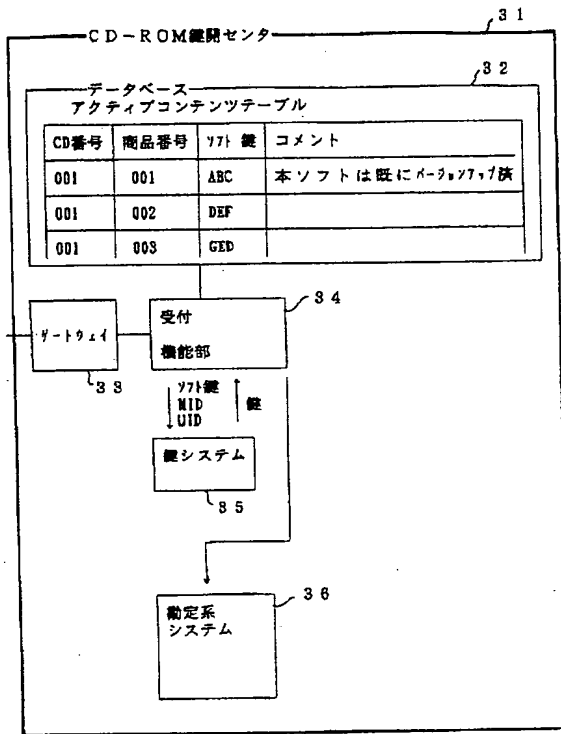 31
CD-ROM鍵開センタ
32
データベース
アクティブコンテンツテーブル
CD番号 商品番号 ソフト鍵 コメント
001 001 ABC 本ソフトは既にバージョンアップ済
001 002 DEF
001 003 GED
34
受付
機能部
ゲートウェイ
33
ソフト鍵
MID
UID
鍵
鍵システム
35
36
勘定系
システム